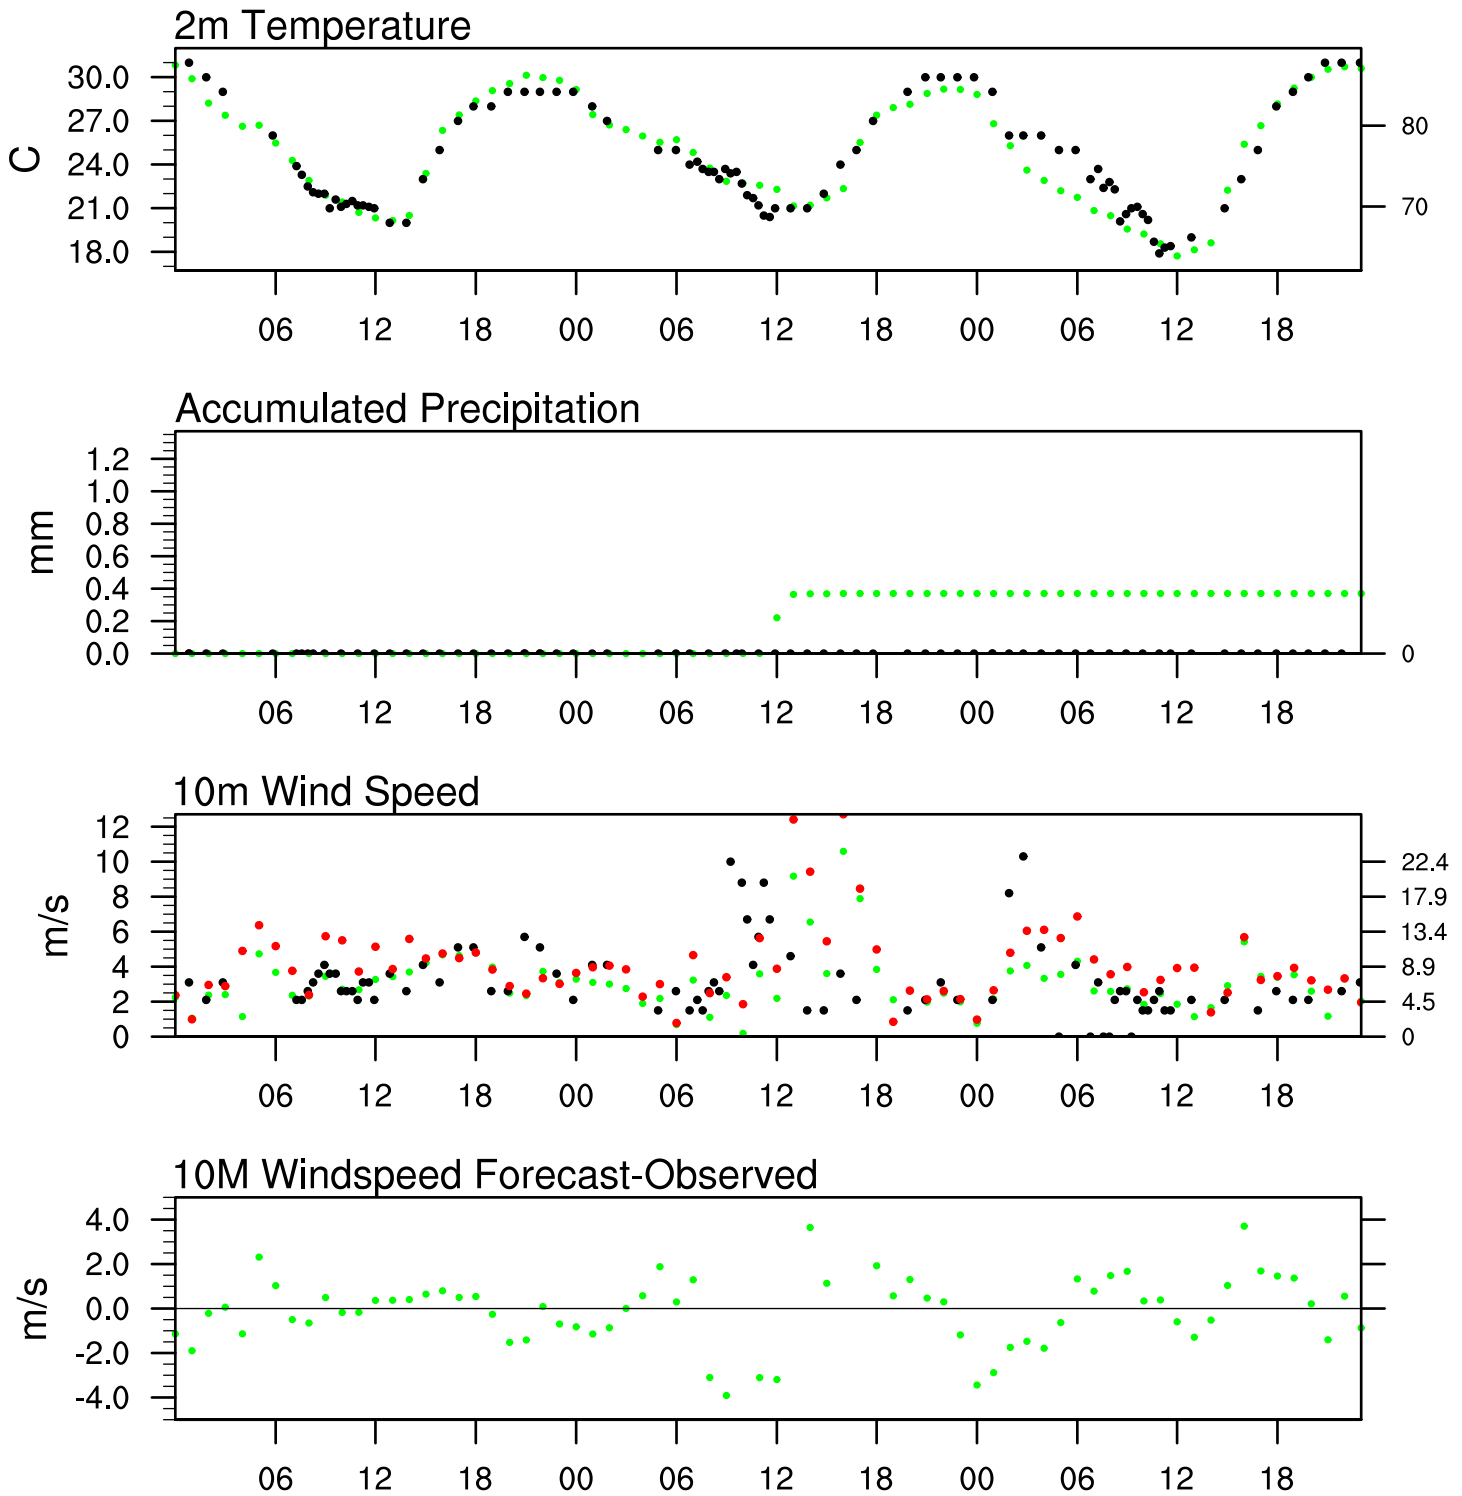 2m Temperature
30.0
27.0
24.0
21.0
18.0
C
80
70
06 12 18 00 06 12 18 00 06 12 18
Accumulated Precipitation
1.2
1.0
0.8
0.6
0.4
0.2
0.0
mm
0
06 12 18 00 06 12 18 00 06 12 18
10m Wind Speed
12
10
8
6
4
2
0
m/s
22.4
17.9
13.4
8.9
4.5
0
06 12 18 00 06 12 18 00 06 12 18
10M Windspeed Forecast-Observed
4.0
2.0
0.0
-2.0
-4.0
m/s
06 12 18 00 06 12 18 00 06 12 18